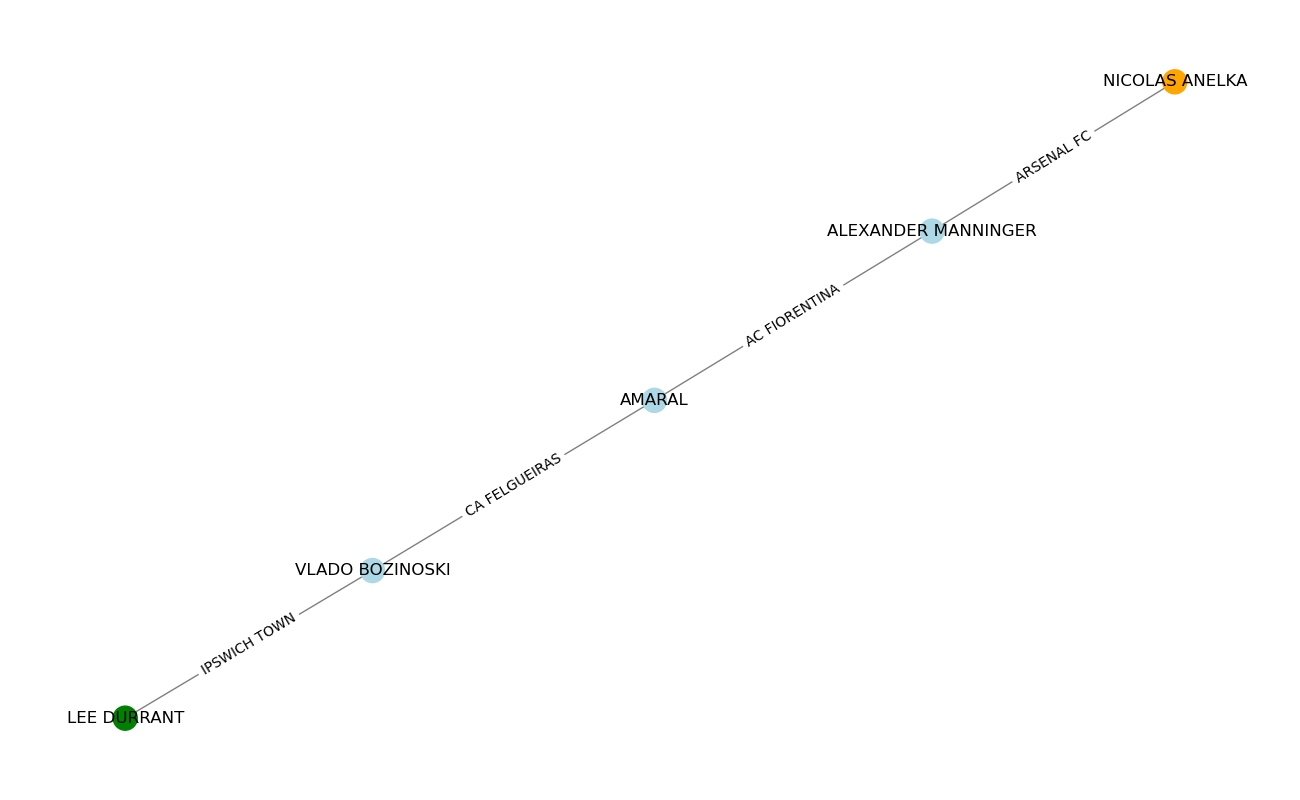 NICOLAS ANELKA
ARSENAL FC
ALEXANDER MANNINGER
AC FIORENTINA
AMARAL
CA FELGUEIRAS
VLADO BOZINOSKI
IPSWICH TOWN
LEE DURRANT